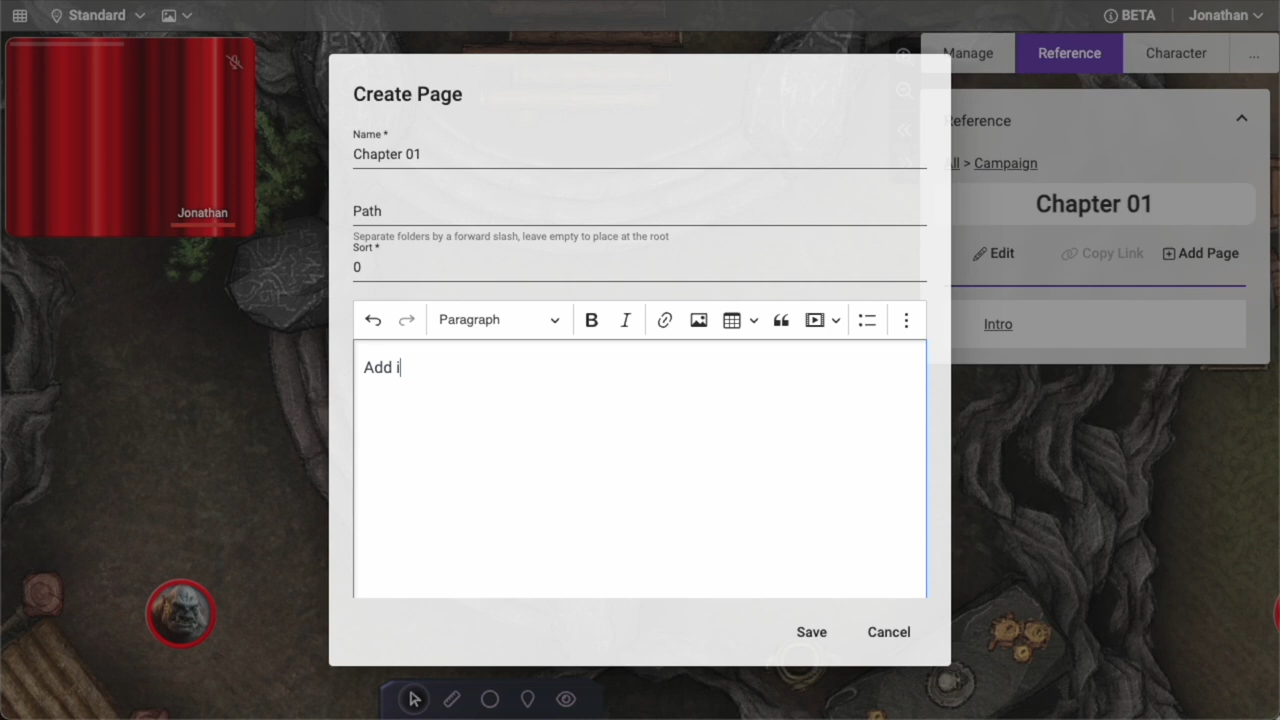 Standard
BETA
Jonathan
Jonathan
Manage
Reference
Character
...
Reference
All > Campaign
Chapter 01
Edit
Copy Link
Add Page
Intro
Create Page
Name *
Chapter 01
Path
Separate folders by a forward slash, leave empty to place at the root
Sort *
0
Paragraph
B
I
Add i
Save
Cancel